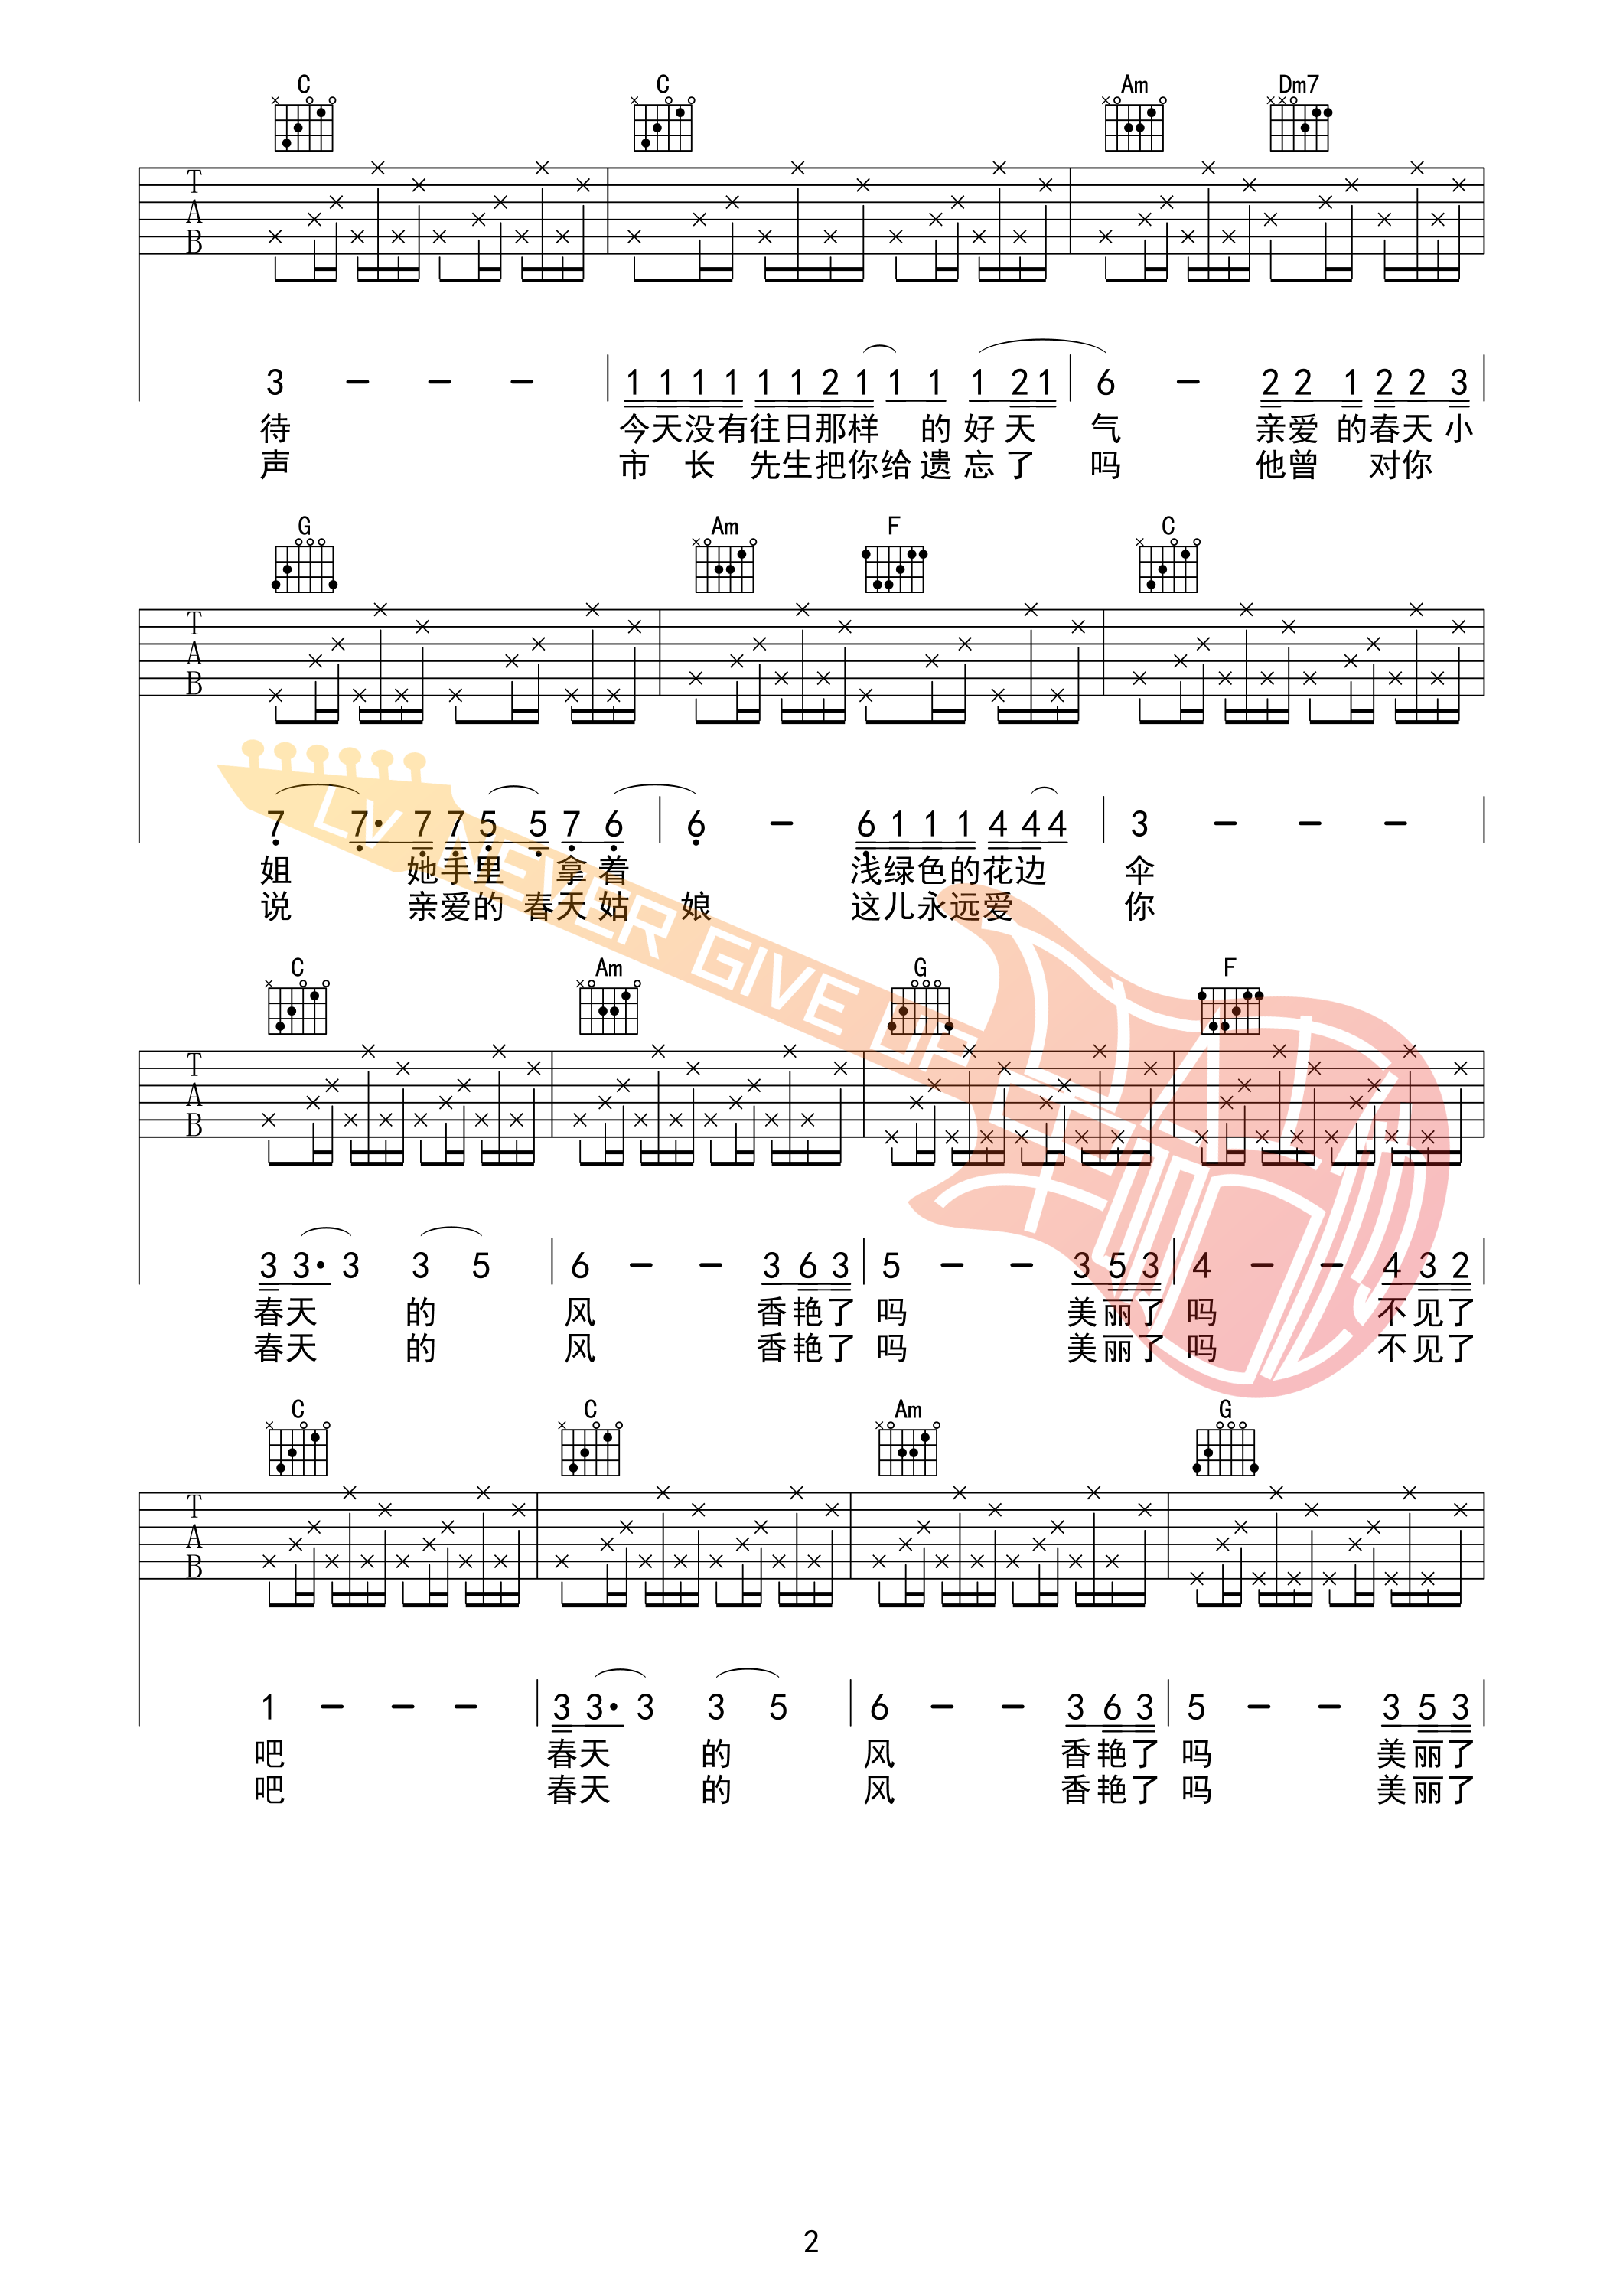 C C Am Dm7
T
A
B
3 - - - 1 1 1 1 1 1 2 1 1 1 1 2 1 6 - 2 2 1 2 2 3
待 今天没有往日那样 的好天 气 亲爱 的春天小
声 市 长 先生把你给遗忘了 吗 他曾 对你
G Am F C
T
A
B
7 7· 7 7 5 5 7 6 6 - 6 1 1 1 4 4 4 3 - - -
姐 她手里 拿着 浅绿色的花边 伞
说 亲爱的 春天姑 娘 这儿永远爱 你
LV NEVER GIVE UP
C Am G F
T
A
B
3 3· 3 3 5 6 - - 3 6 3 5 - - 3 5 3 4 - - 4 3 2
春天 的 风 香艳了 吗 美丽了 吗 不见了
春天 的 风 香艳了 吗 美丽了 吗 不见了
C C Am G
T
A
B
1 - - - 3 3· 3 3 5 6 - - 3 6 3 5 - - 3 5 3
吧 春天 的 风 香艳了 吗 美丽了
吧 春天 的 风 香艳了 吗 美丽了
2